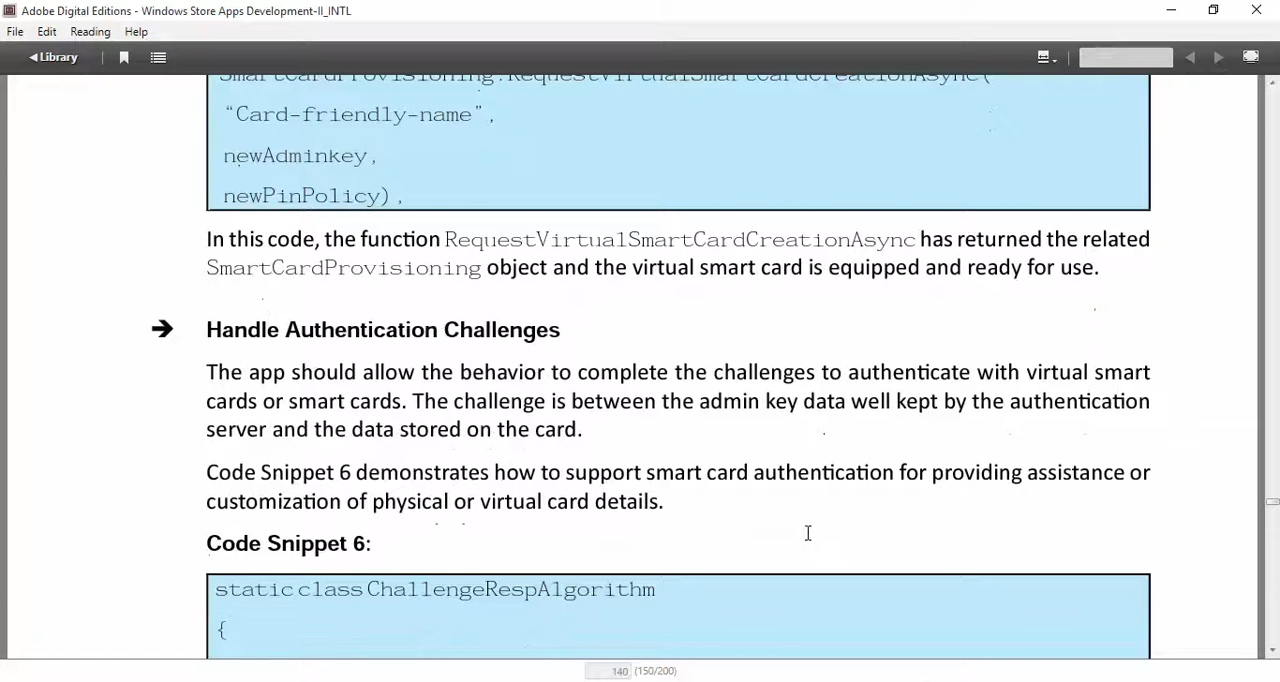 Adobe Digital Editions - Windows Store Apps Development-II_INTL
File Edit Reading Help
◀Library
SmartCardProvisioning.RequestVirtualSmartCardCreationAsync(
“Card-friendly-name”,
newAdminkey,
newPinPolicy),
In this code, the function RequestVirtualSmartCardCreationAsync has returned the related
SmartCardProvisioning object and the virtual smart card is equipped and ready for use.
➔ Handle Authentication Challenges
The app should allow the behavior to complete the challenges to authenticate with virtual smart
cards or smart cards. The challenge is between the admin key data well kept by the authentication
server and the data stored on the card.
Code Snippet 6 demonstrates how to support smart card authentication for providing assistance or
customization of physical or virtual card details.
Code Snippet 6:
static class ChallengeRespAlgorithm
{
140 (150/200)